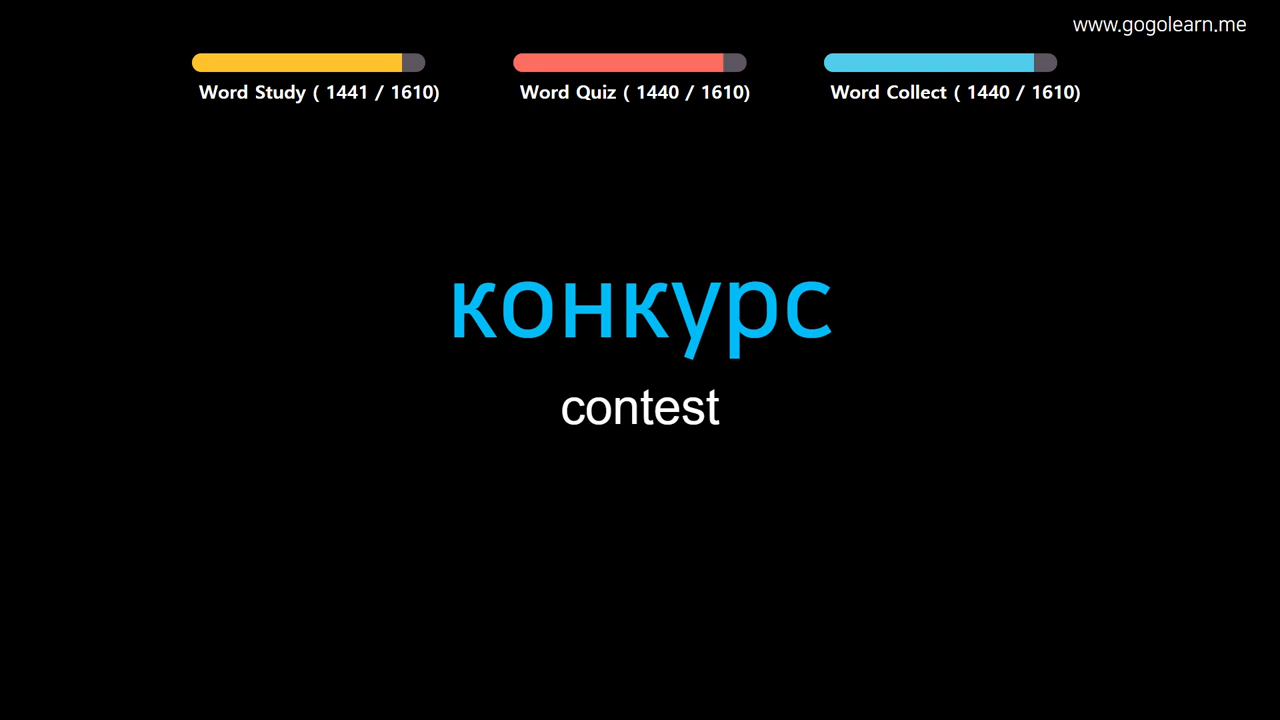 www.gogolearn.me
Word Study ( 1441 / 1610)
Word Quiz ( 1440 / 1610)
Word Collect ( 1440 / 1610)
конкурс
contest